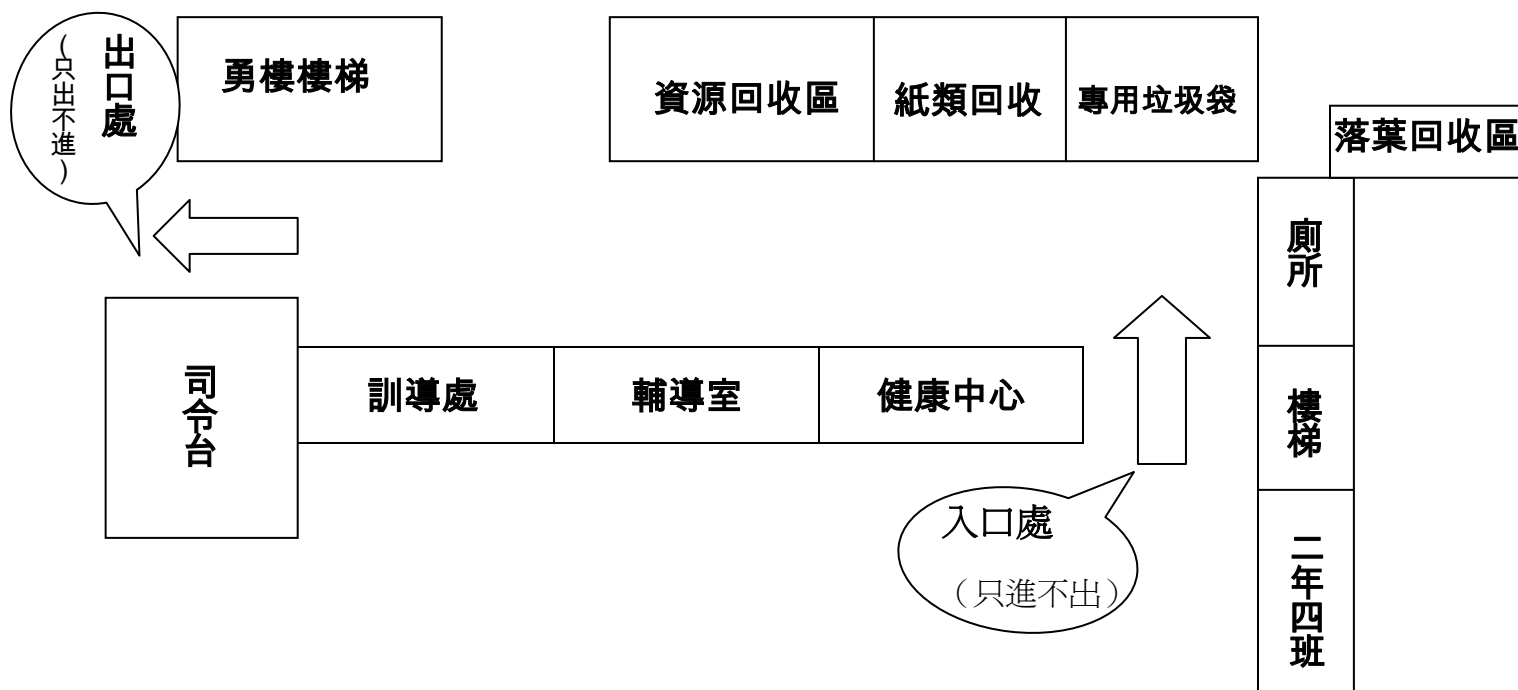 出口處
(只出不進)
勇樓樓梯
資源回收區
紙類回收
專用垃圾袋
落葉回收區
廁所
司令台
訓導處
輔導室
健康中心
樓梯
入口處
（只進不出）
二年四班